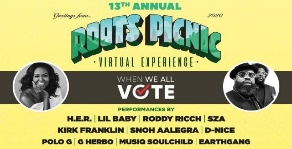 13TH ANNUAL
Greetings from... 2020
ROOTS PICNIC
• VIRTUAL EXPERIENCE •
WHEN WE ALL
VOTE
PERFORMANCES BY
H.E.R. | LIL BABY | RODDY RICCH | SZA
KIRK FRANKLIN | SNOH AALEGRA | D-NICE
POLO G | G HERBO | MUSIQ SOULCHILD | EARTHGANG